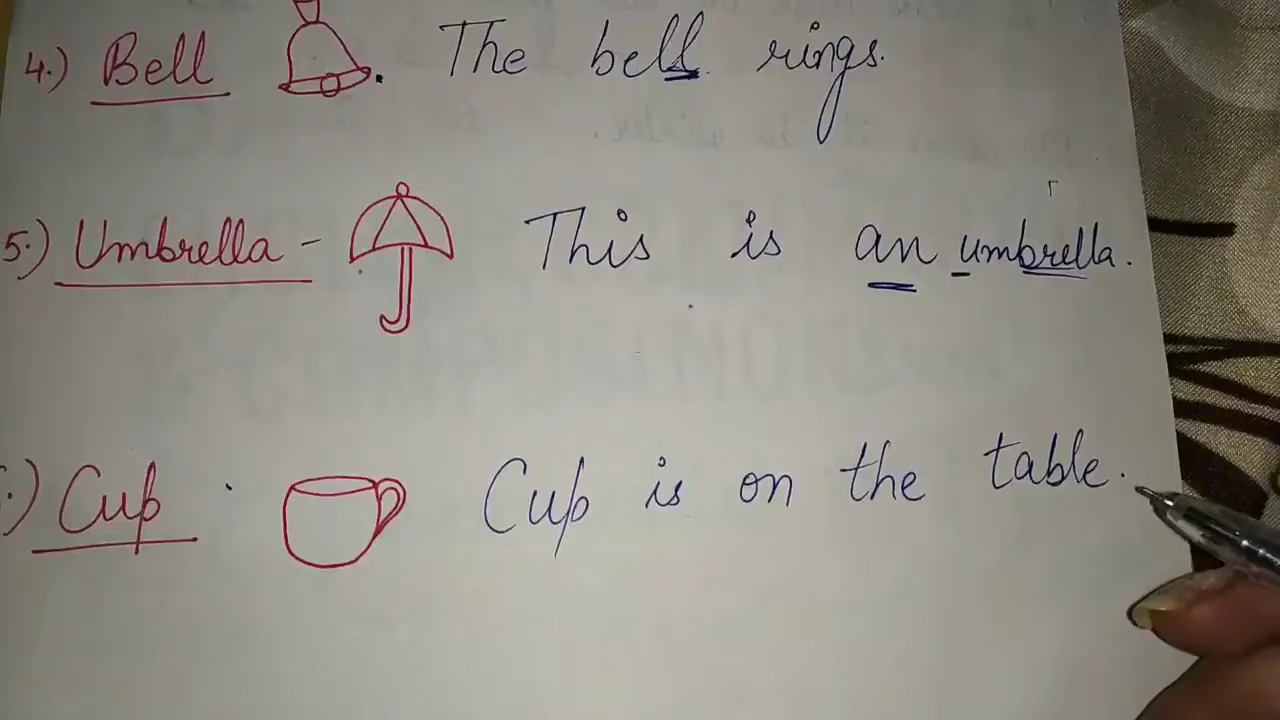 4.) Bell The bell rings.
5.) Umbrella - This is an umbrella.
.) Cup Cup is on the table.